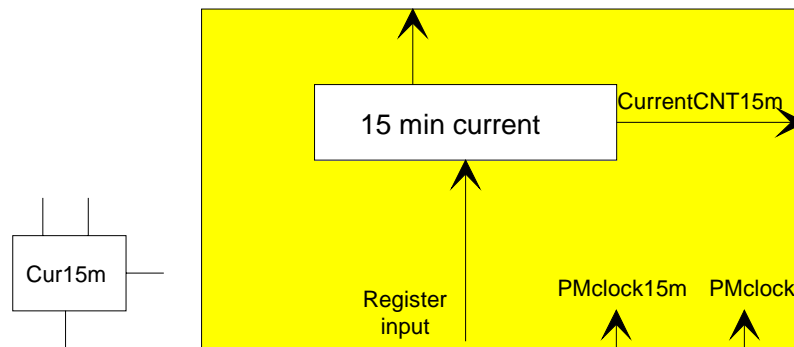 CurrentCNT15m
15 min current
Cur15m
Register
input
PMclock15m
PMclock